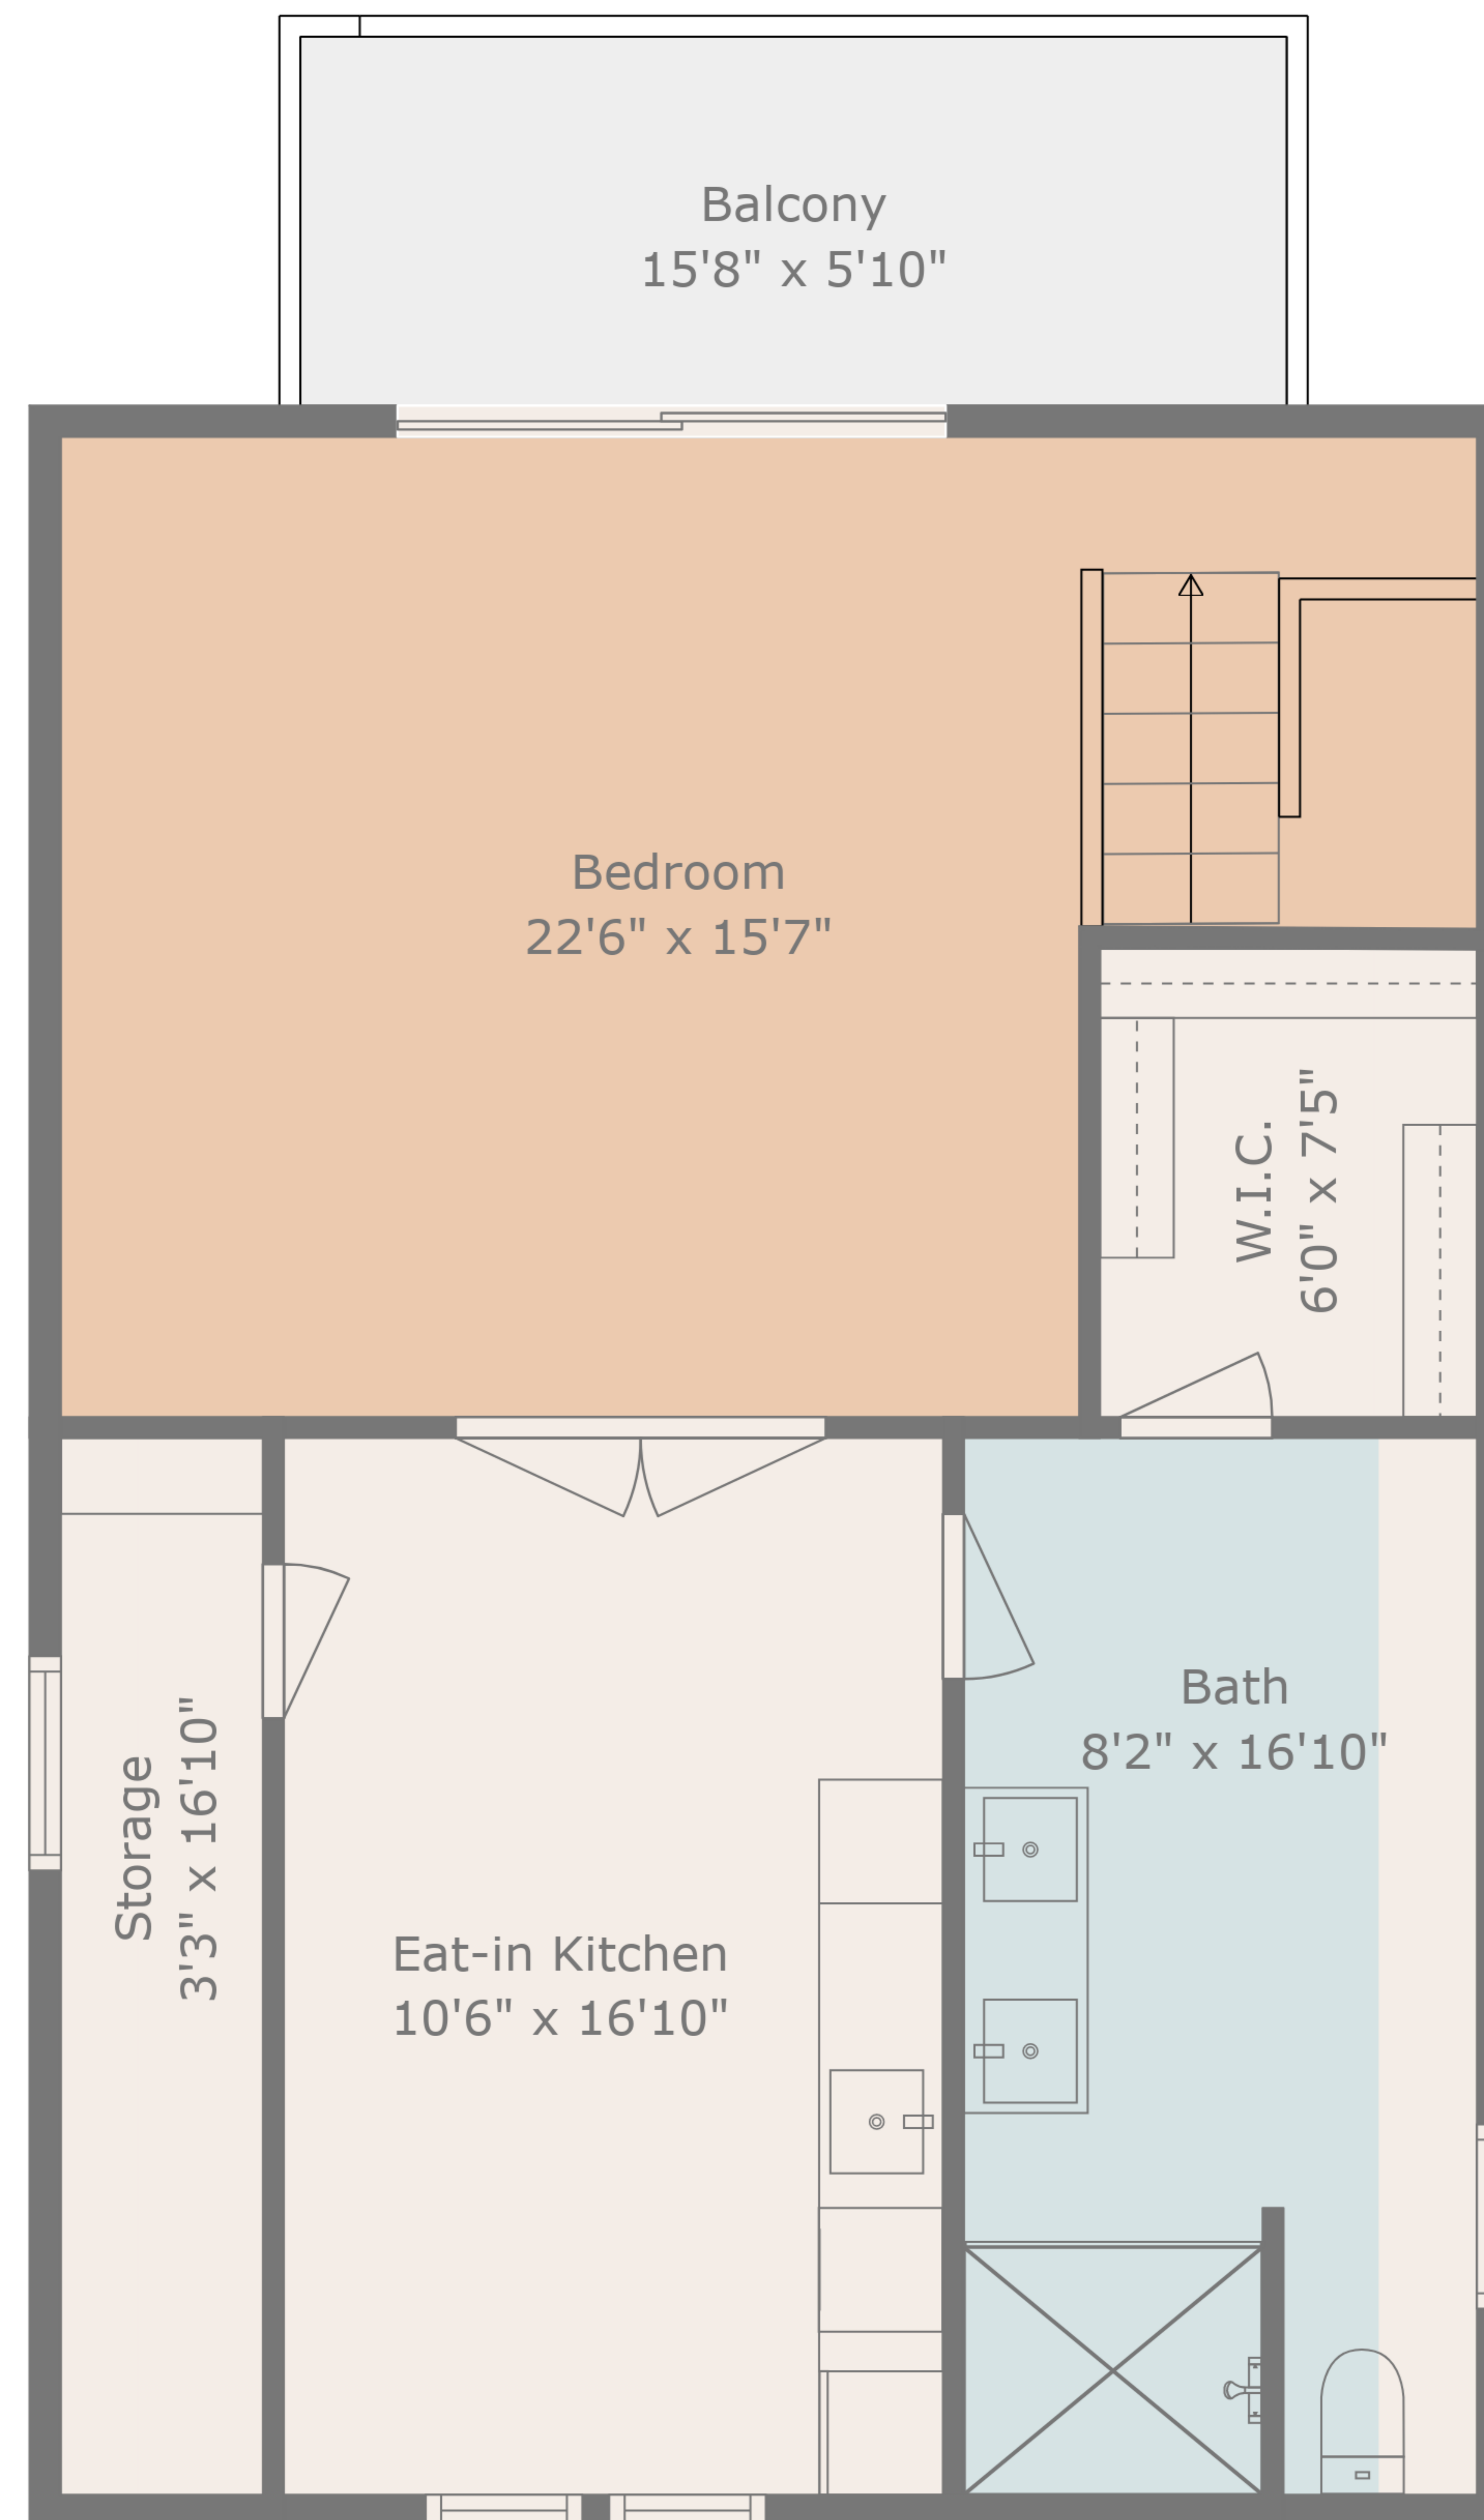 Balcony
15'8" x 5'10"
Bedroom
22'6" x 15'7"
W.I.C.
6'0" x 7'5"
Bath
8'2" x 16'10"
Storage
3'3" x 16'10"
Eat-in Kitchen
10'6" x 16'10"